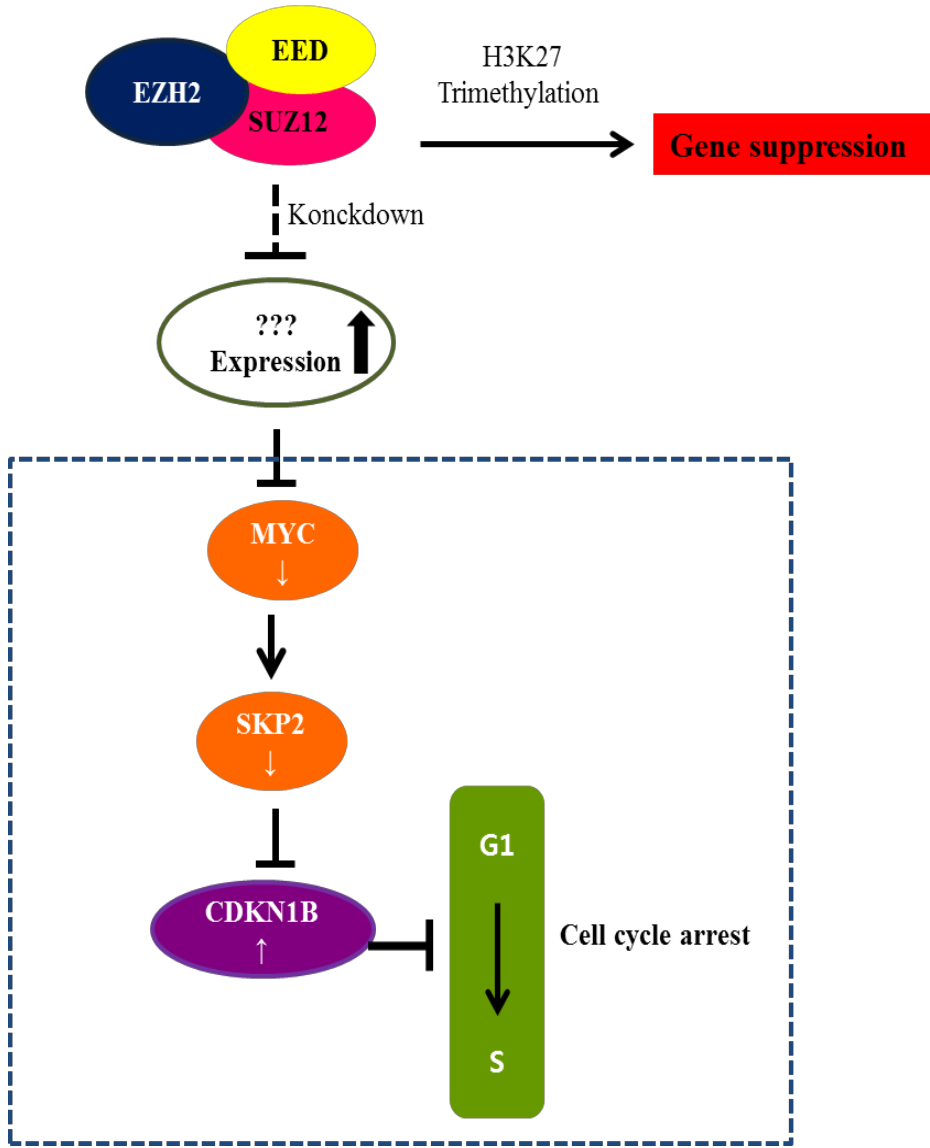 EED
EZH2
SUZ12
H3K27
Trimethylation
Gene suppression
Konckdown
???
Expression
MYC
↓
SKP2
↓
CDKN1B
↑
G1
Cell cycle arrest
S